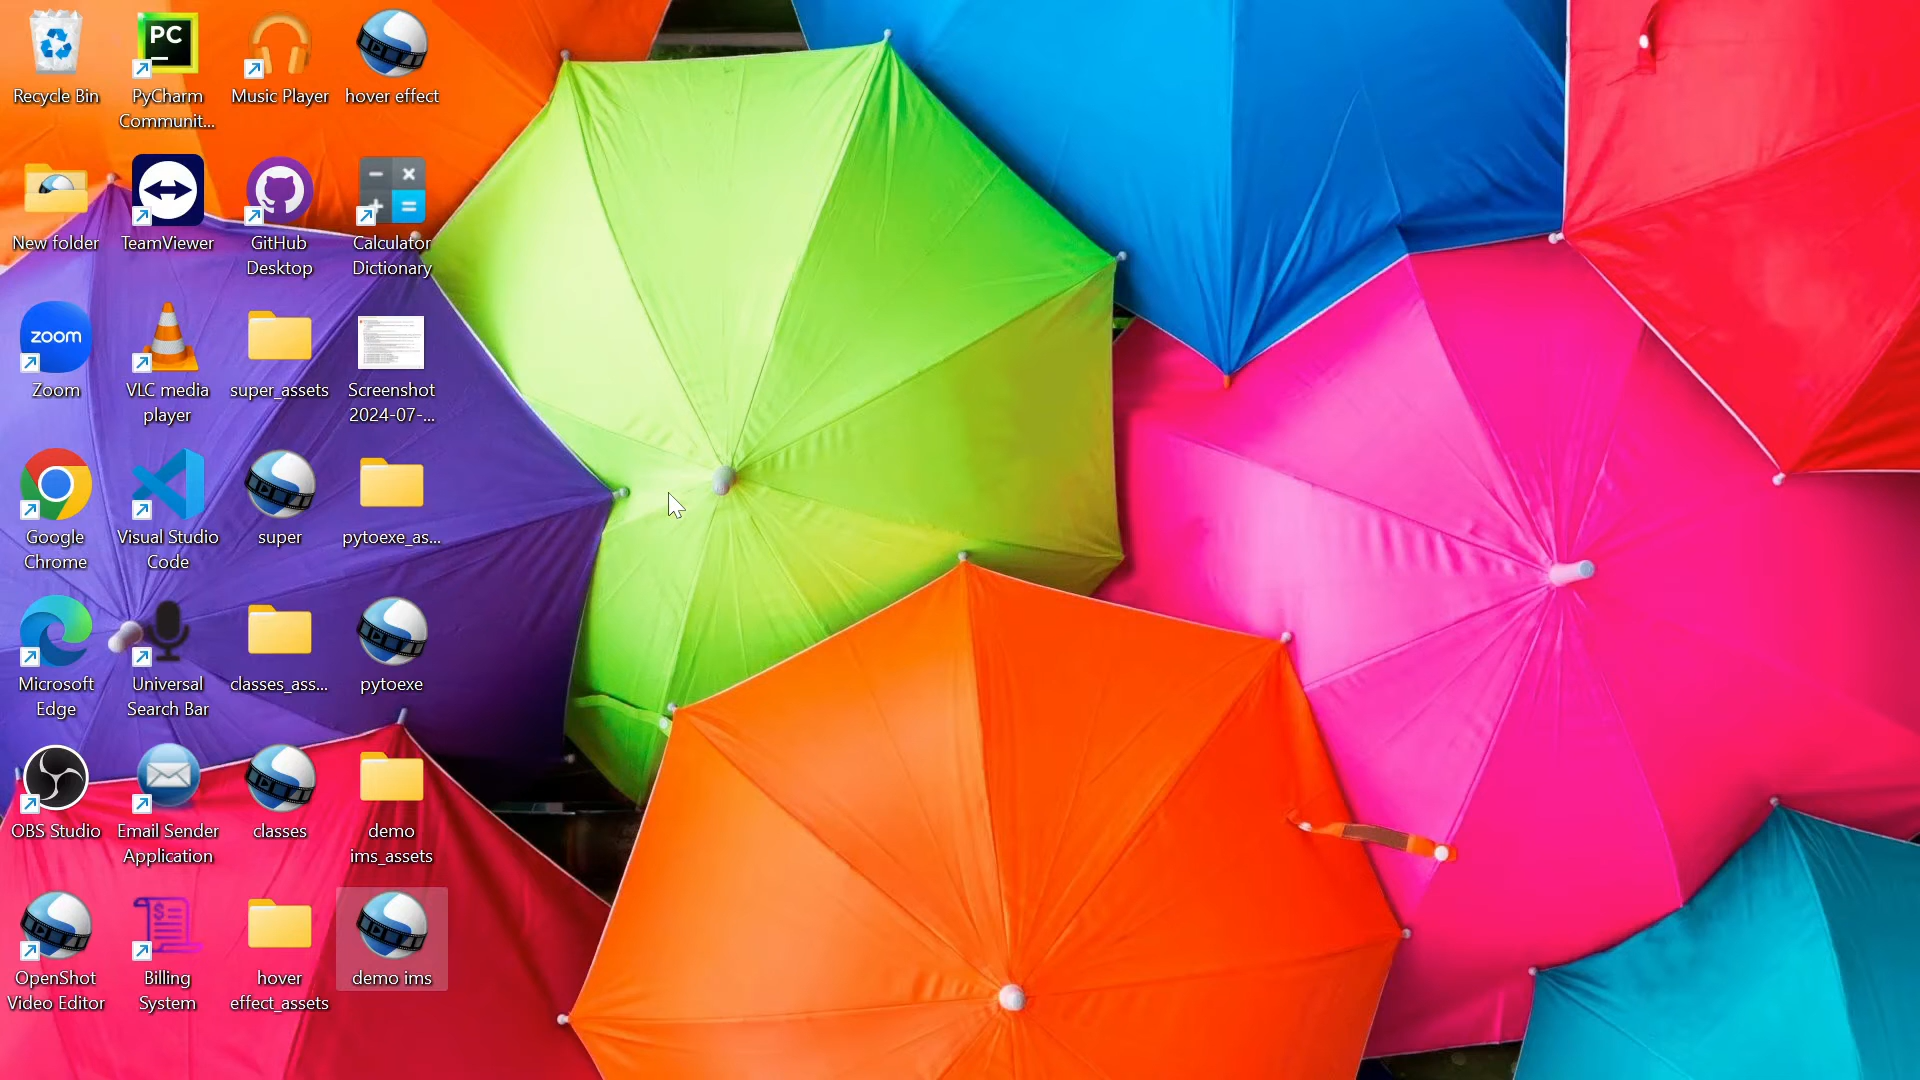 Recycle Bin
PC
PyCharm
Communit...
Music Player
hover effect
New folder
TeamViewer
GitHub
Desktop
Calculator
Dictionary
zoom
Zoom
VLC media
player
super_assets
Screenshot
2024-07-...
Google
Chrome
Visual Studio
Code
super
pytoexe_as...
Microsoft
Edge
Universal
Search Bar
classes_ass...
pytoexe
OBS Studio
Email Sender
Application
classes
demo
ims_assets
OpenShot
Video Editor
Billing
System
hover
effect_assets
demo ims